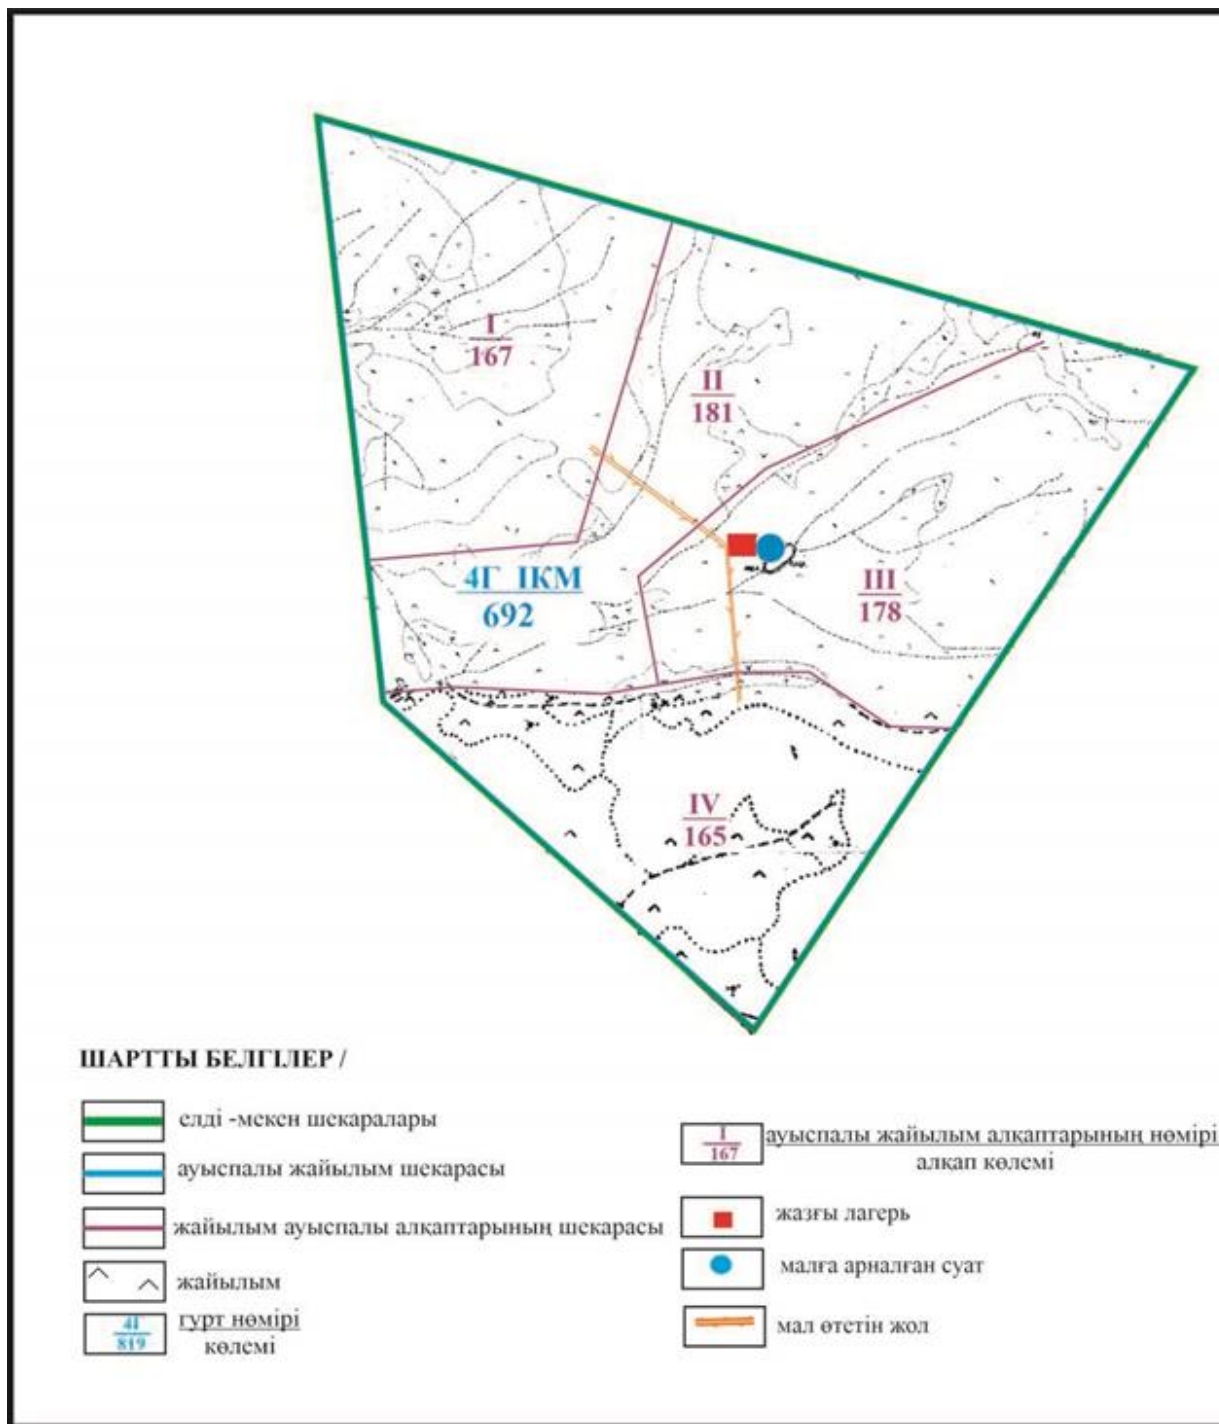 I
167
II
181
4Г ІКМ
692
III
178
IV
165
ШАРТТЫ БЕЛГІЛЕР /
елді -мекен шекаралары
ауыспалы жайылым шекарасы
жайылым ауыспалы алқаптарының шекарасы
жайылым
4Г
819
гурт нөмірі
көлемі
I
167
ауыспалы жайылым алқаптарының нөмірі
алқап көлемі
жазғы лагерь
малға арналған суат
мал өтетін жол